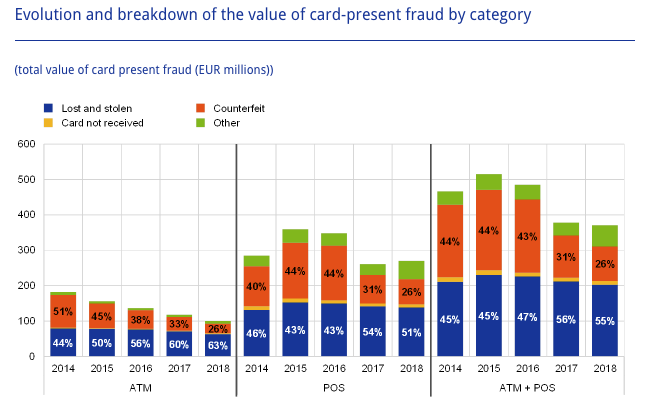 Evolution and breakdown of the value of card-present fraud by category
(total value of card present fraud (EUR millions))
Lost and stolen Counterfeit
Card not received Other
600
500
400
300
200
100
0
51% 45% 38% 33% 26%
44% 50% 56% 60% 63%
40% 44% 44% 31% 26%
46% 43% 43% 54% 51%
44% 44% 43% 31% 26%
45% 45% 47% 56% 55%
2014 2015 2016 2017 2018 2014 2015 2016 2017 2018 2014 2015 2016 2017 2018
ATM POS ATM + POS